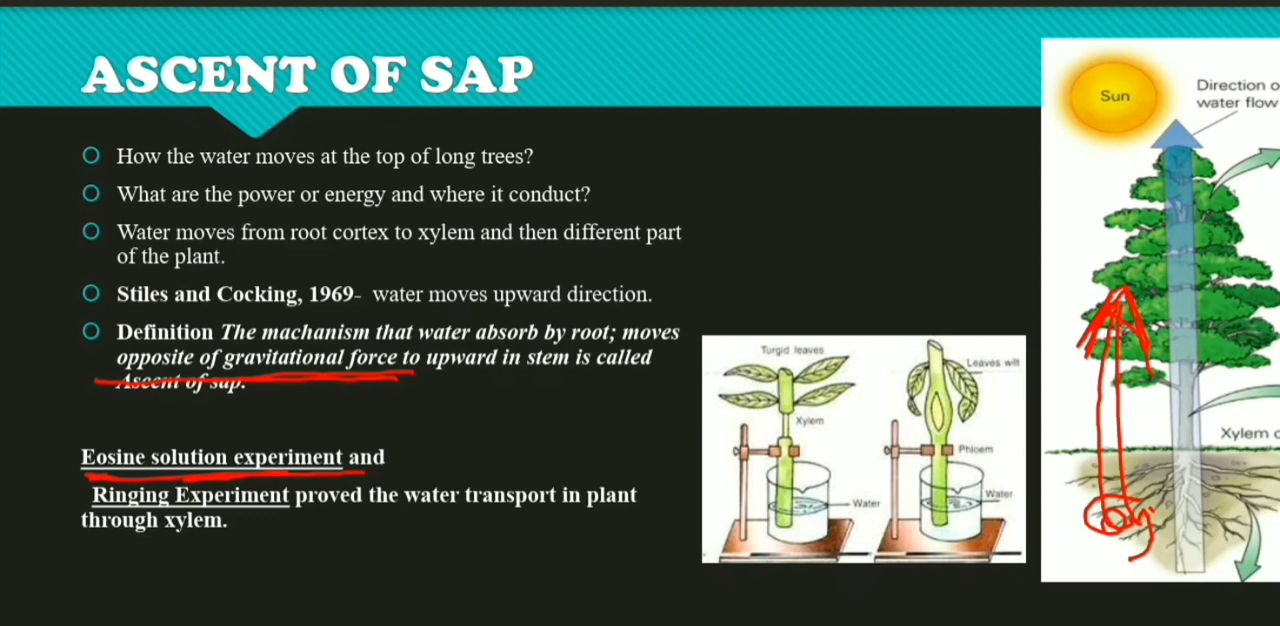 ASCENT OF SAP
How the water moves at the top of long trees?
What are the power or energy and where it conduct?
Water moves from root cortex to xylem and then different part
of the plant.
Stiles and Cocking, 1969- water moves upward direction.
Definition The machanism that water absorb by root; moves
opposite of gravitational force to upward in stem is called
Ascent of sap.
Eosine solution experiment and
Ringing Experiment proved the water transport in plant
through xylem.
Turgid leaves
Xylem
Water
Leaves wilt
Phloem
Water
Sun
Direction o
water flow
Xylem c